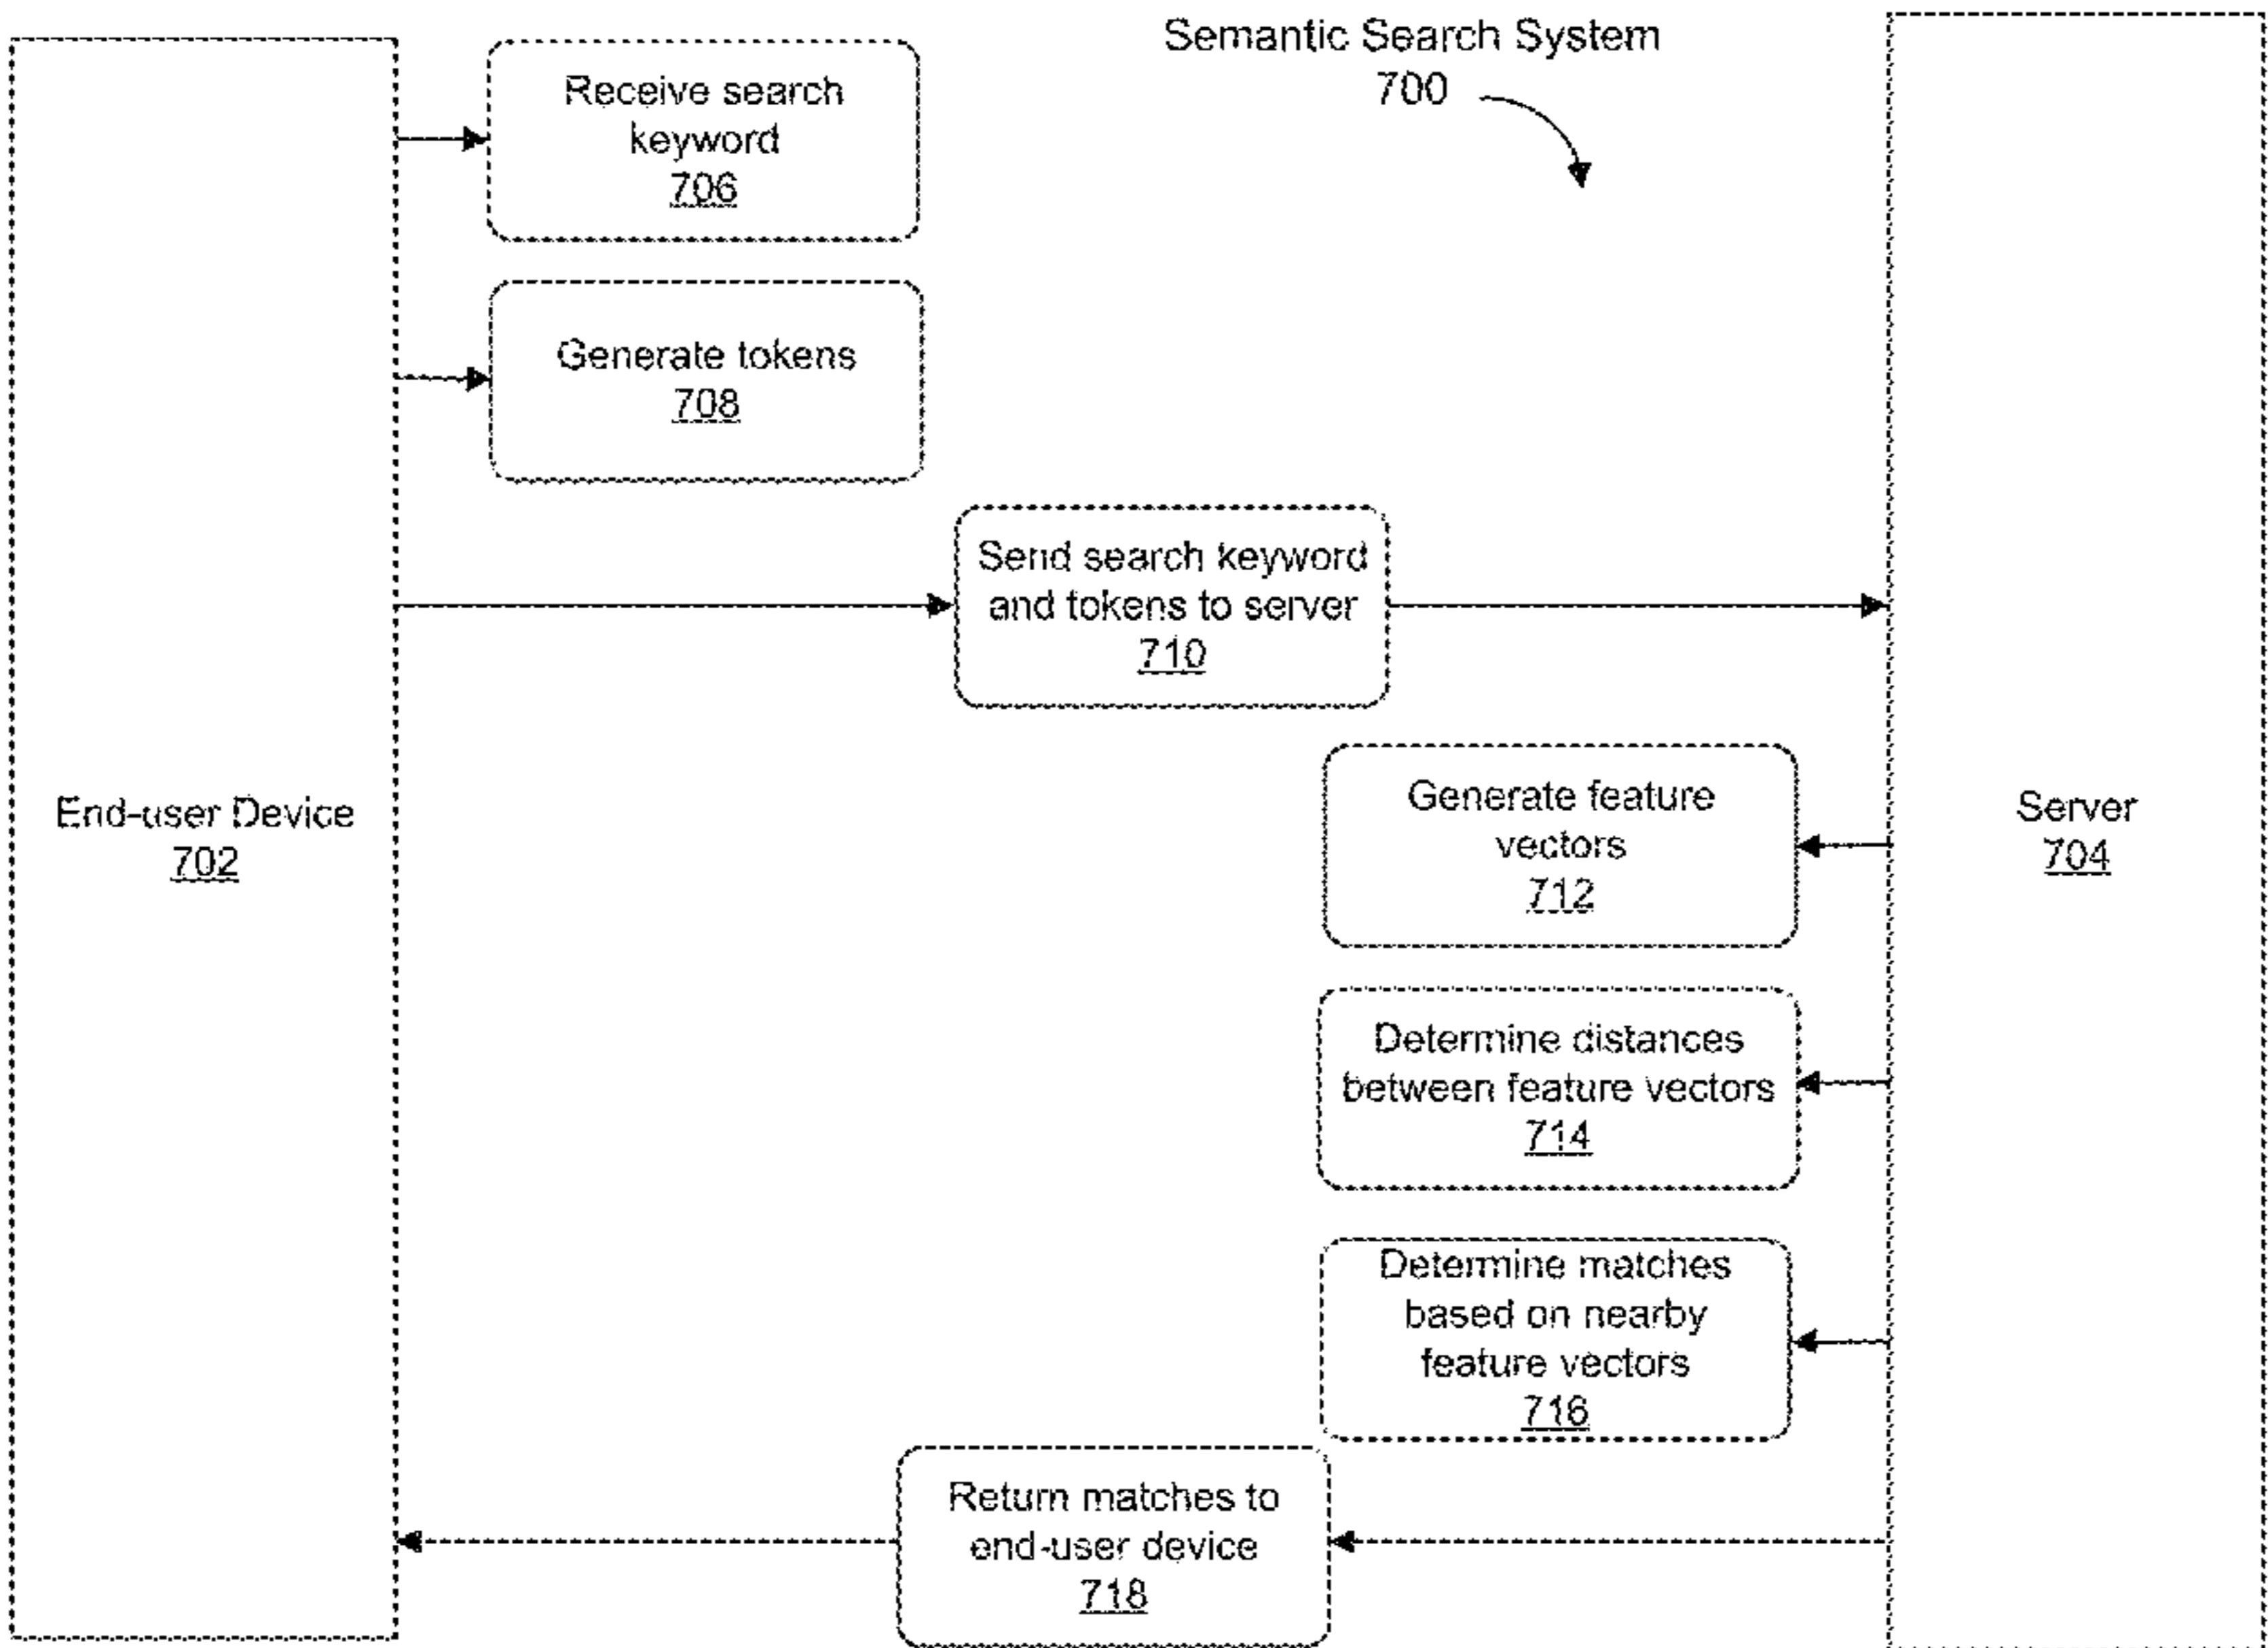 Semantic Search System
700
Receive search
keyword
706
Generate tokens
708
Send search keyword
and tokens to server
710
End-user Device
702
Server
704
Generate feature
vectors
712
Determine distances
between feature vectors
714
Determine matches
based on nearby
feature vectors
716
Return matches to
end-user device
718